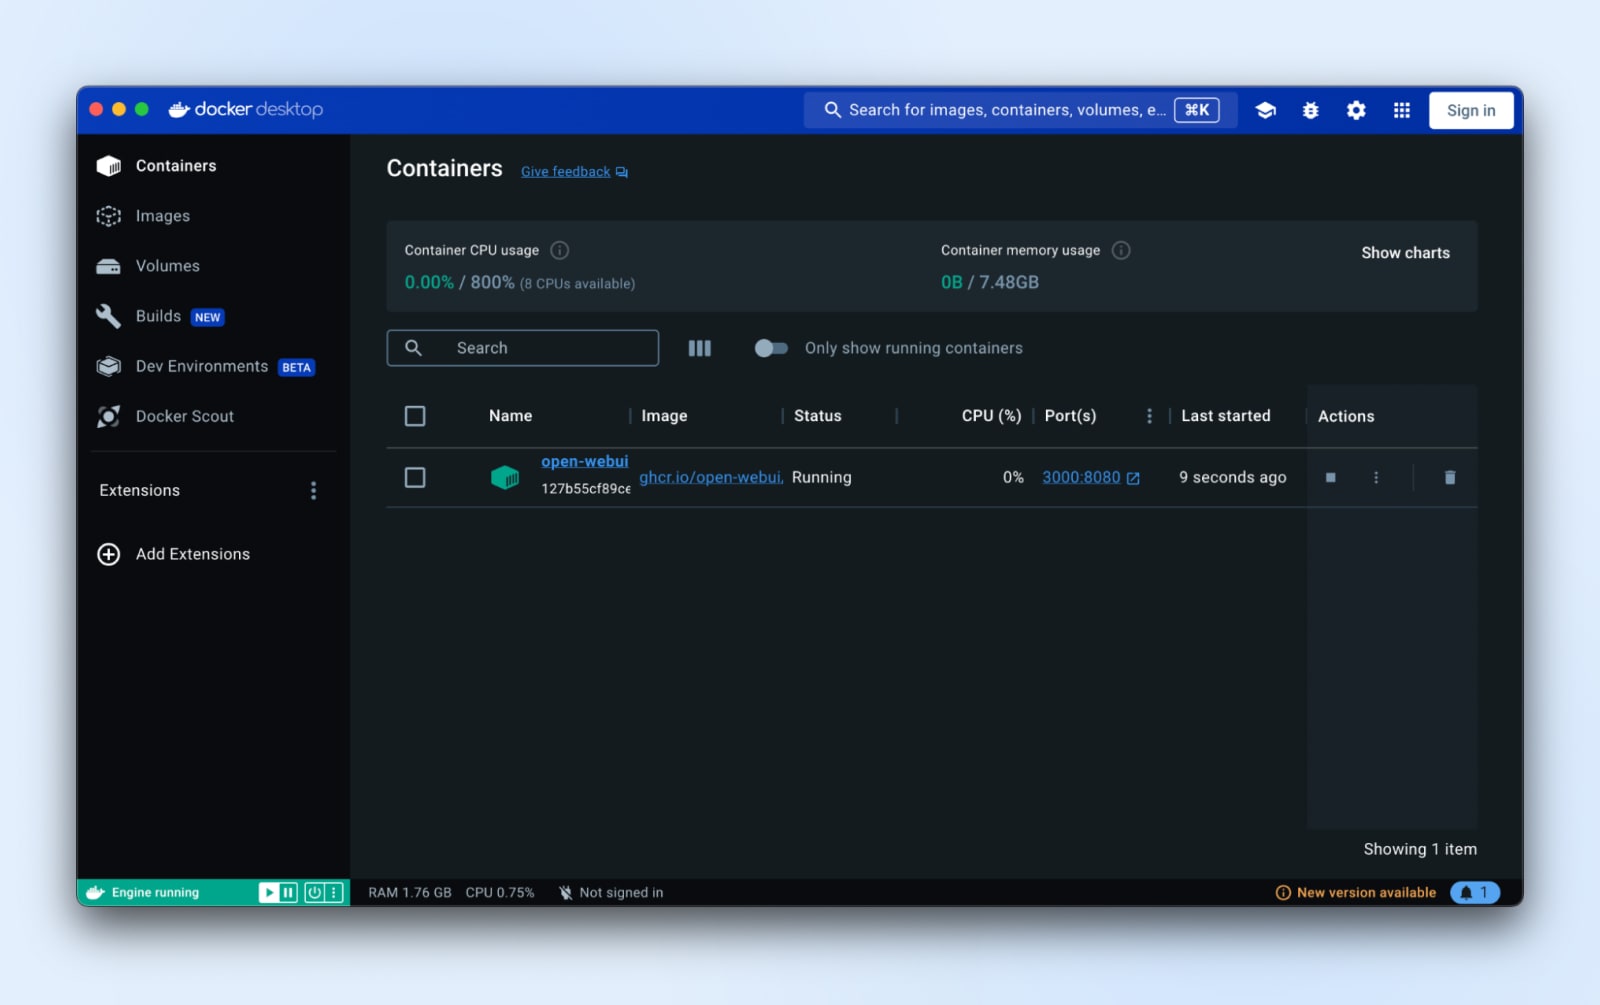 docker desktop
Search for images, containers, volumes, e... ⌘K
Sign in
Containers
Images
Volumes
Builds NEW
Dev Environments BETA
Docker Scout
Extensions
Add Extensions
Containers Give feedback
Container CPU usage
0.00% / 800% (8 CPUs available)
Container memory usage
0B / 7.48GB
Show charts
Search
Only show running containers
Name Image Status CPU (%) Port(s) Last started Actions
open-webui
127b55cf89ce
ghcr.io/open-webui. Running 0% 3000:8080 9 seconds ago
Showing 1 item
Engine running RAM 1.76 GB CPU 0.75% Not signed in New version available 1